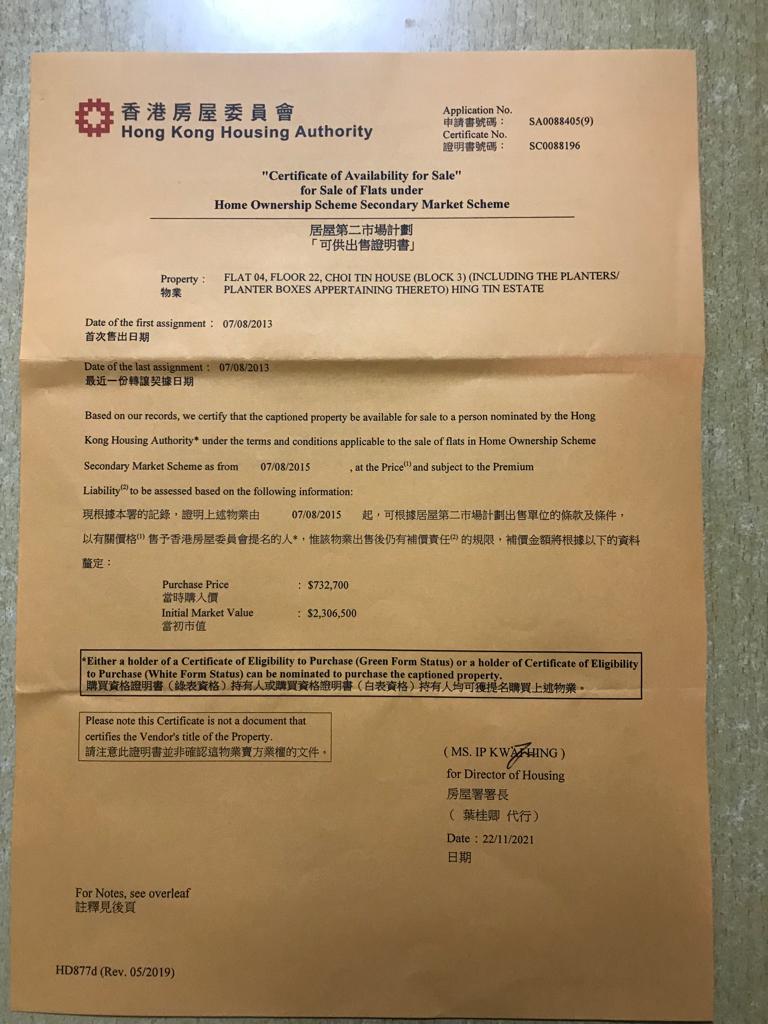 香港房屋委員會
Hong Kong Housing Authority
Application No.
申請書號碼： SA0088405(9)
Certificate No.
證明書號碼： SC0088196
"Certificate of Availability for Sale"
for Sale of Flats under
Home Ownership Scheme Secondary Market Scheme
居屋第二市場計劃
「可供出售證明書」
Property : FLAT 04, FLOOR 22, CHOI TIN HOUSE (BLOCK 3) (INCLUDING THE PLANTERS/
物業 PLANTER BOXES APPERTAINING THERETO) HING TIN ESTATE
Date of the first assignment : 07/08/2013
首次售出日期
Date of the last assignment : 07/08/2013
最近一份轉讓契據日期
Based on our records, we certify that the captioned property be available for sale to a person nominated by the Hong
Kong Housing Authority* under the terms and conditions applicable to the sale of flats in Home Ownership Scheme
Secondary Market Scheme as from 07/08/2015 , at the Price(1) and subject to the Premium
Liability(2) to be assessed based on the following information:
現根據本署的記錄，證明上述物業由 07/08/2015 起，可根據居屋第二市場計劃出售單位的條款及條件，
以有關價格(1) 售予香港房屋委員會提名的人*，惟該物業出售後仍有補價責任(2) 的規限，補價金額將根據以下的資料
釐定：
Purchase Price : $732,700
當時購入價
Initial Market Value : $2,306,500
當初市值
*Either a holder of a Certificate of Eligibility to Purchase (Green Form Status) or a holder of Certificate of Eligibility
to Purchase (White Form Status) can be nominated to purchase the captioned property.
購買資格證明書（綠表資格）持有人或購買資格證明書（白表資格）持有人均可獲提名購買上述物業。
Please note this Certificate is not a document that
certifies the Vendor's title of the Property.
請注意此證明書並非確認這物業賣方業權的文件。
( MS. IP KWAI HING )
for Director of Housing
房屋署署長
（ 葉桂卿 代行）
Date : 22/11/2021
日期
For Notes, see overleaf
註釋見後頁
HD877d (Rev. 05/2019)